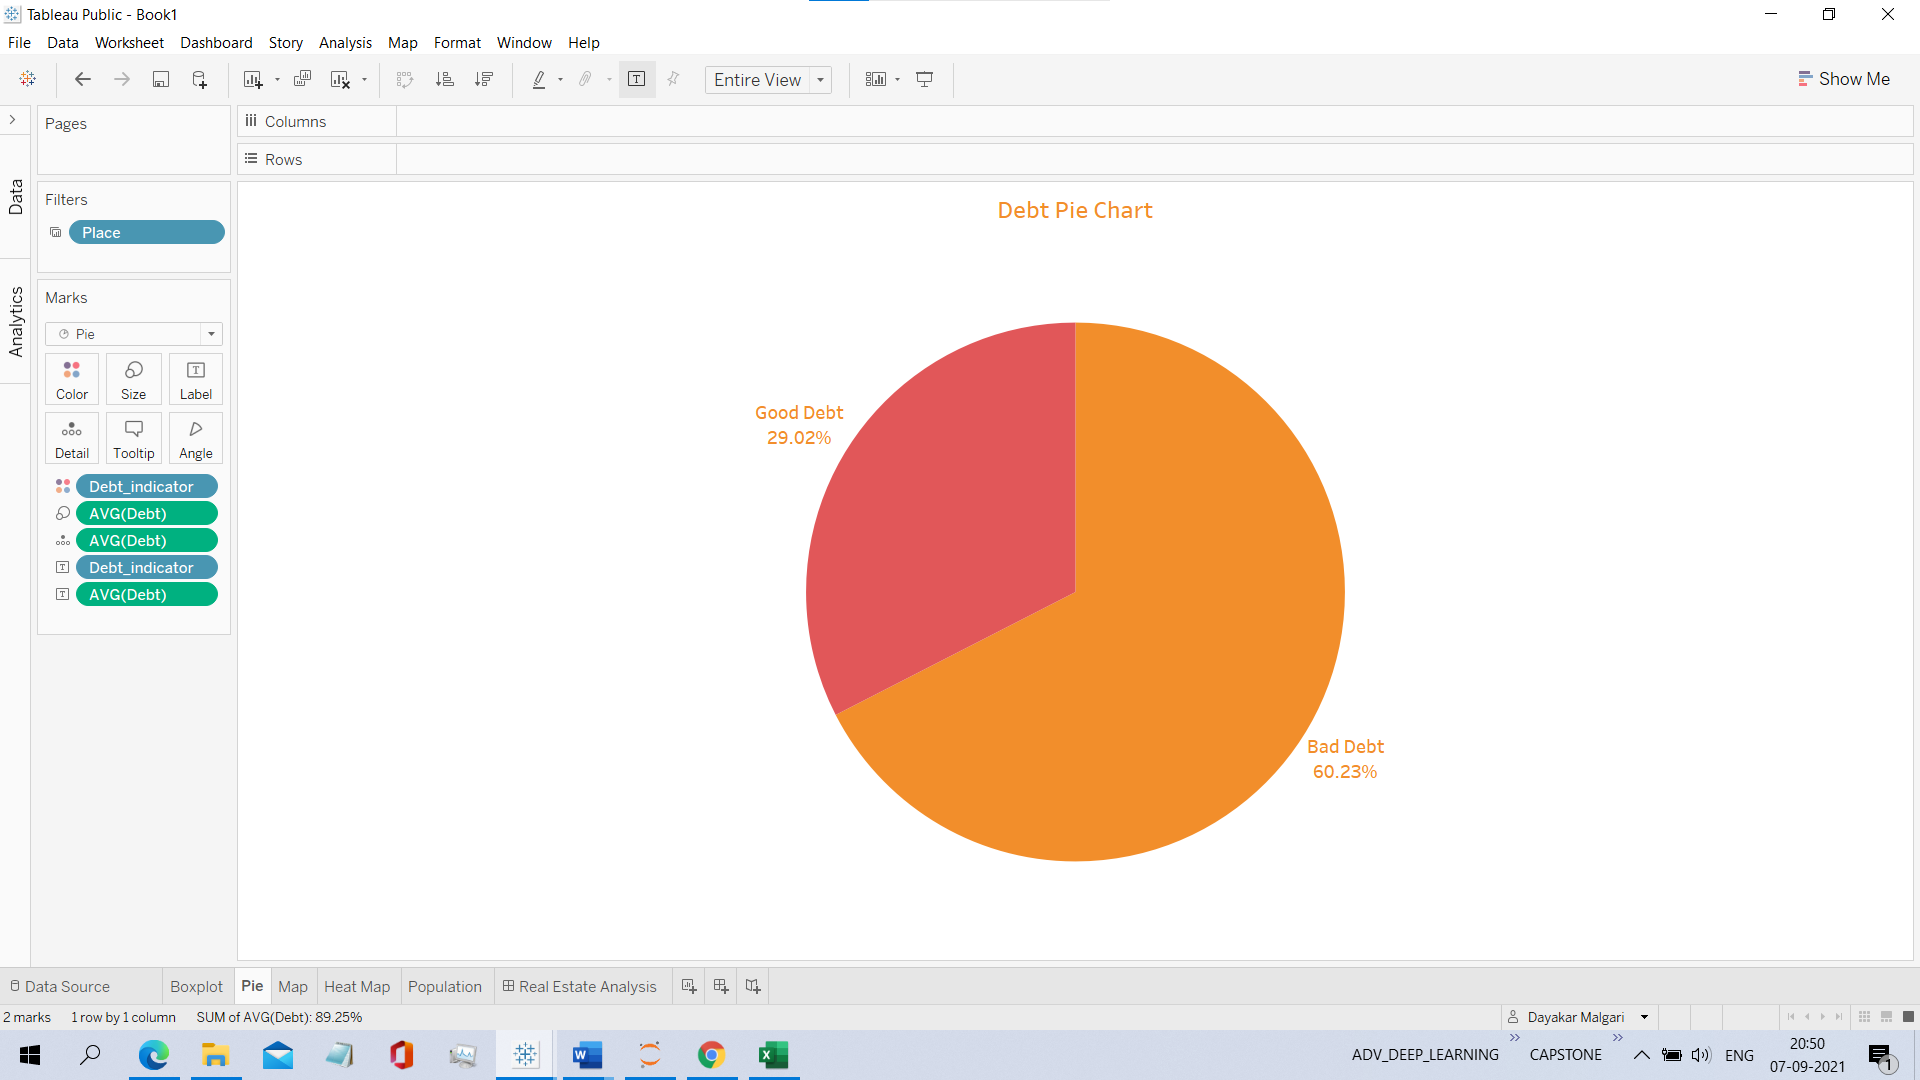 Tableau Public - Book1
File Data Worksheet Dashboard Story Analysis Map Format Window Help
Entire View
Show Me
Pages
Columns
Rows
Data
Analytics
Filters
Place
Marks
Pie
Color Size Label
Detail Tooltip Angle
Debt_indicator
AVG(Debt)
AVG(Debt)
Debt_indicator
AVG(Debt)
Debt Pie Chart
Good Debt
29.02%
Bad Debt
60.23%
Data Source Boxplot Pie Map Heat Map Population Real Estate Analysis
2 marks 1 row by 1 column SUM of AVG(Debt): 89.25% Dayakar Malgari
ADV_DEEP_LEARNING CAPSTONE ENG
20:50
07-09-2021
1